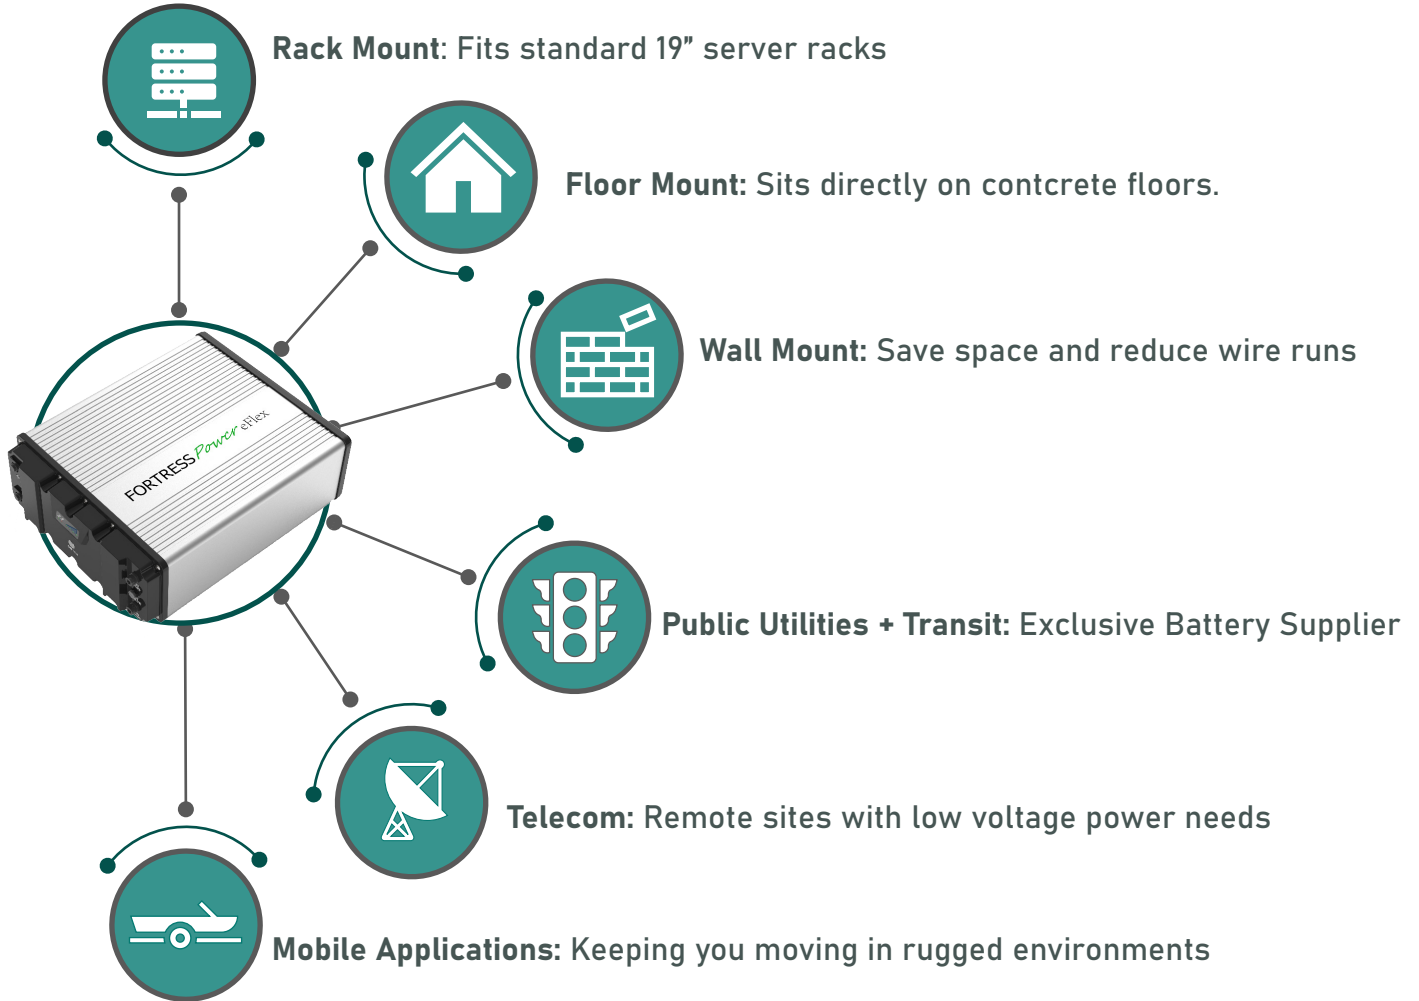 Rack Mount: Fits standard 19” server racks
Floor Mount: Sits directly on contcrete floors.
Wall Mount: Save space and reduce wire runs
FORTRESS Power eFlex
Public Utilities + Transit: Exclusive Battery Supplier
Telecom: Remote sites with low voltage power needs
Mobile Applications: Keeping you moving in rugged environments